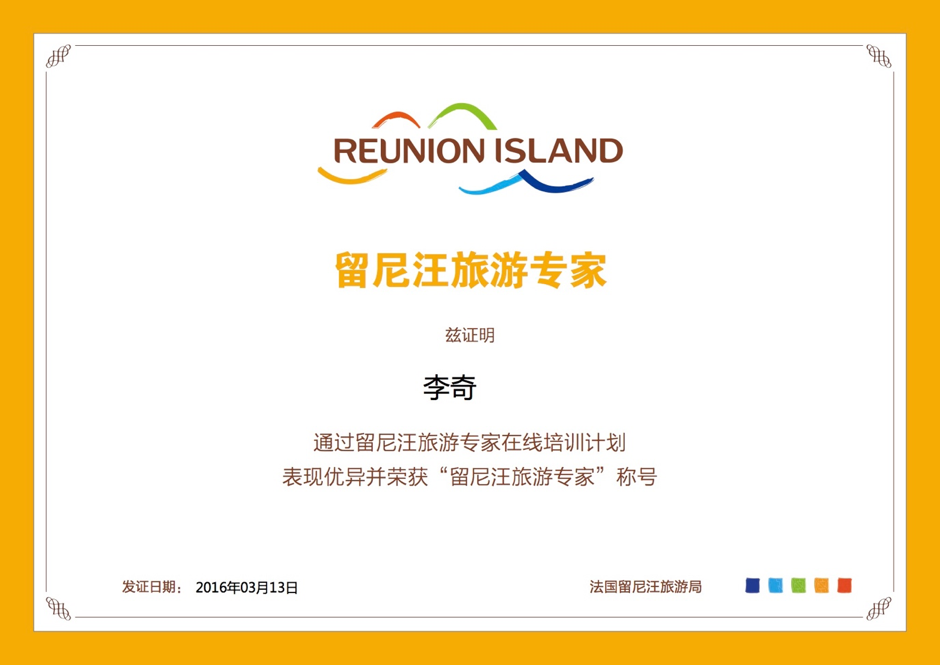 REUNION ISLAND
留尼汪旅游专家
兹证明
李奇
通过留尼汪旅游专家在线培训计划
表现优异并荣获“留尼汪旅游专家”称号
发证日期： 2016年03月13日
法国留尼汪旅游局